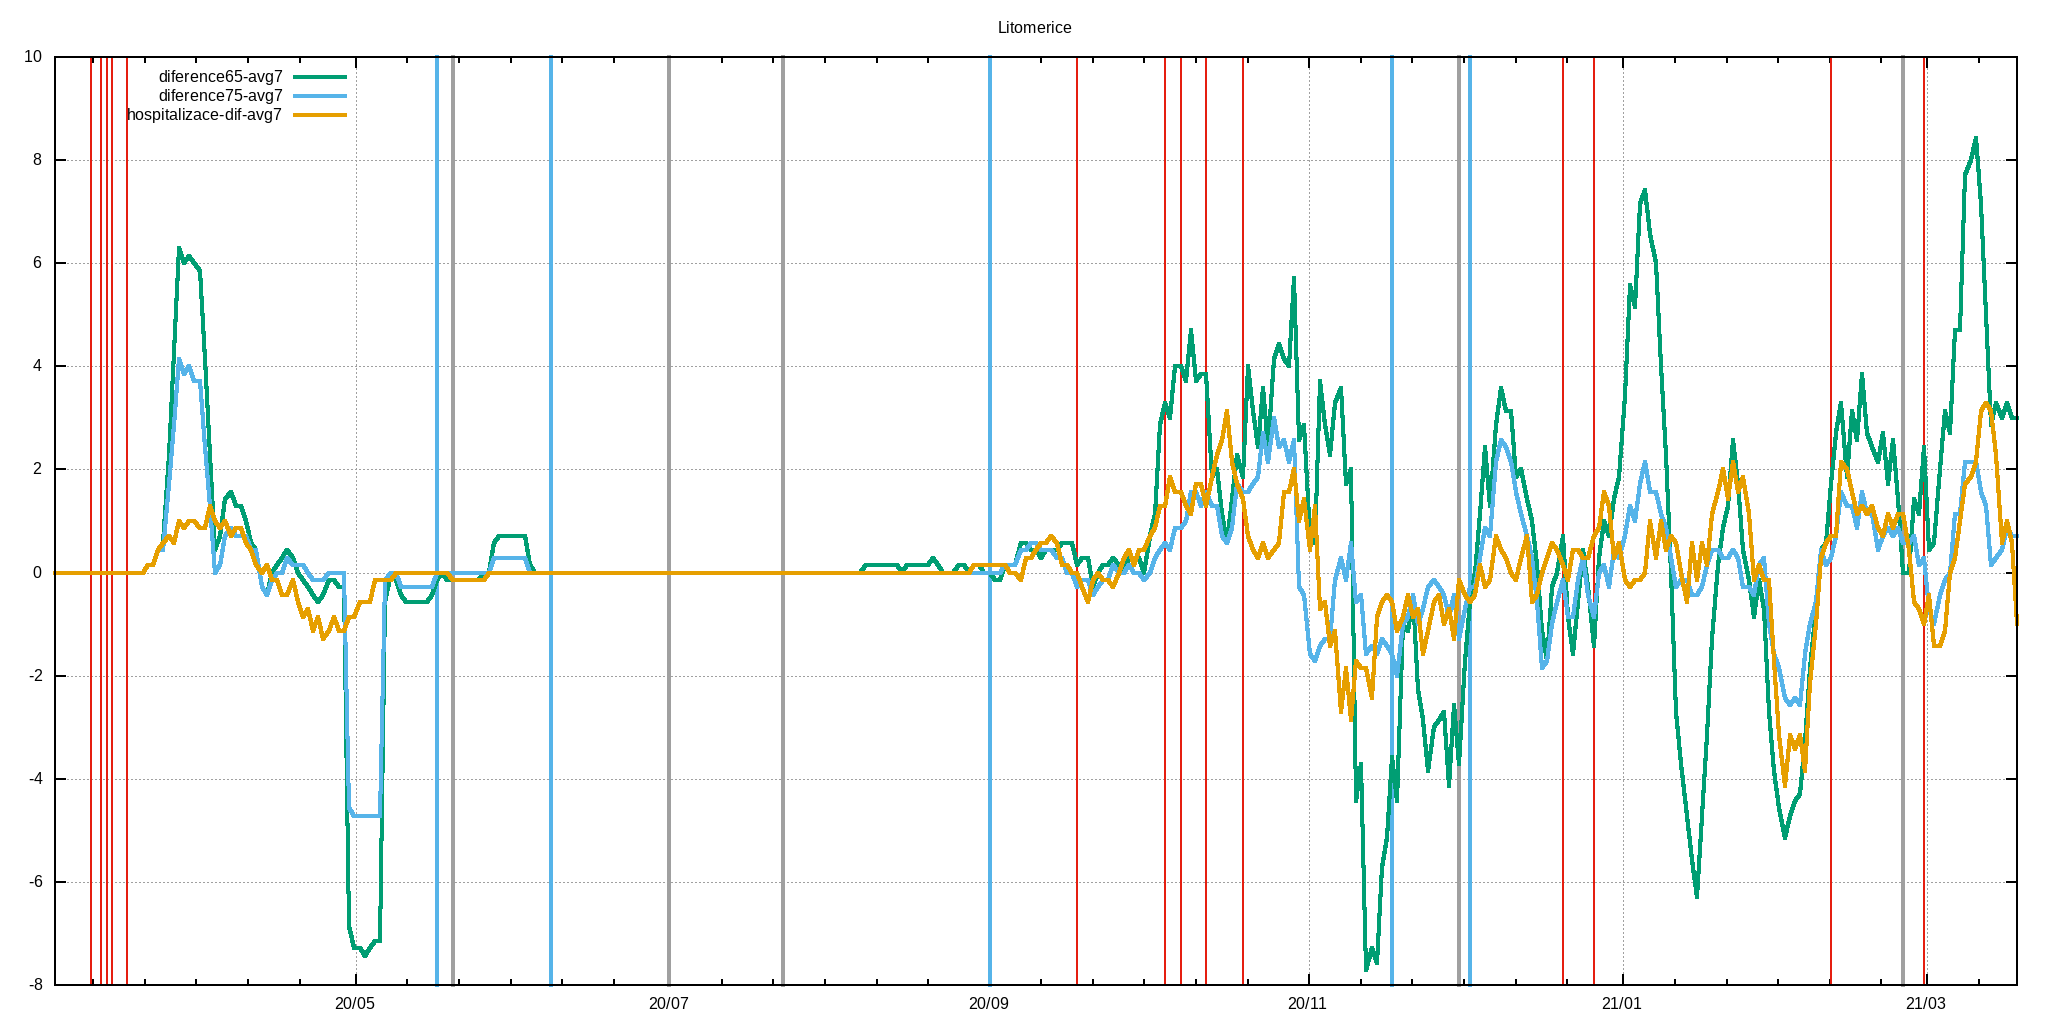 Litomerice
10
diference65-avg7
diference75-avg7
hospitalizace-dif-avg7
8
6
4
2
0
-2
-4
-6
-8
20/05 20/07 20/09 20/11 21/01 21/03